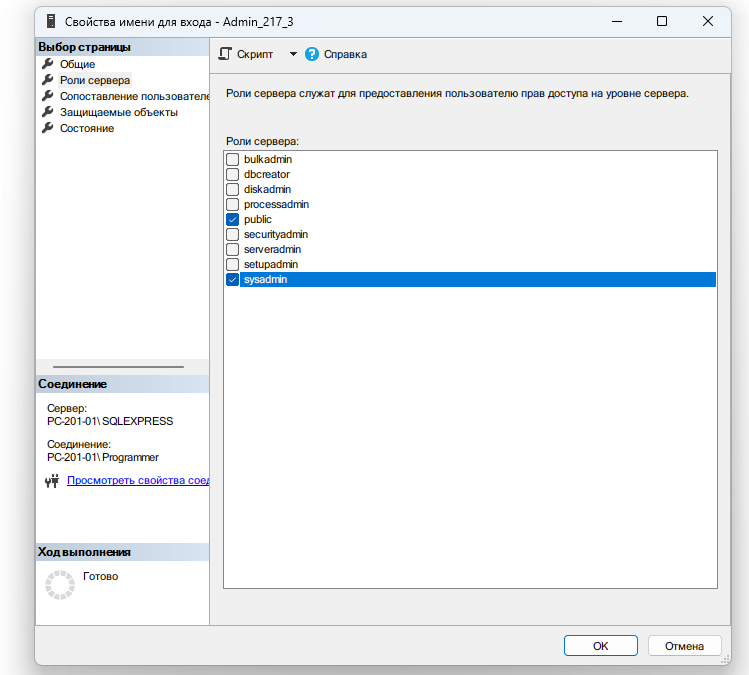 Свойства имени для входа - Admin_217_3
Выбор страницы
Общие
Роли сервера
Сопоставление пользователе
Защищаемые объекты
Состояние
Соединение
Сервер:
PC-201-01\SQLEXPRESS
Соединение:
PC-201-01\Programmer
Просмотреть свойства соед
Ход выполнения
Готово
Скрипт
Справка
Роли сервера служат для предоставления пользователю прав доступа на уровне сервера.
Роли сервера:
bulkadmin
dbcreator
diskadmin
processadmin
public
securityadmin
serveradmin
setupadmin
sysadmin
OK
Отмена